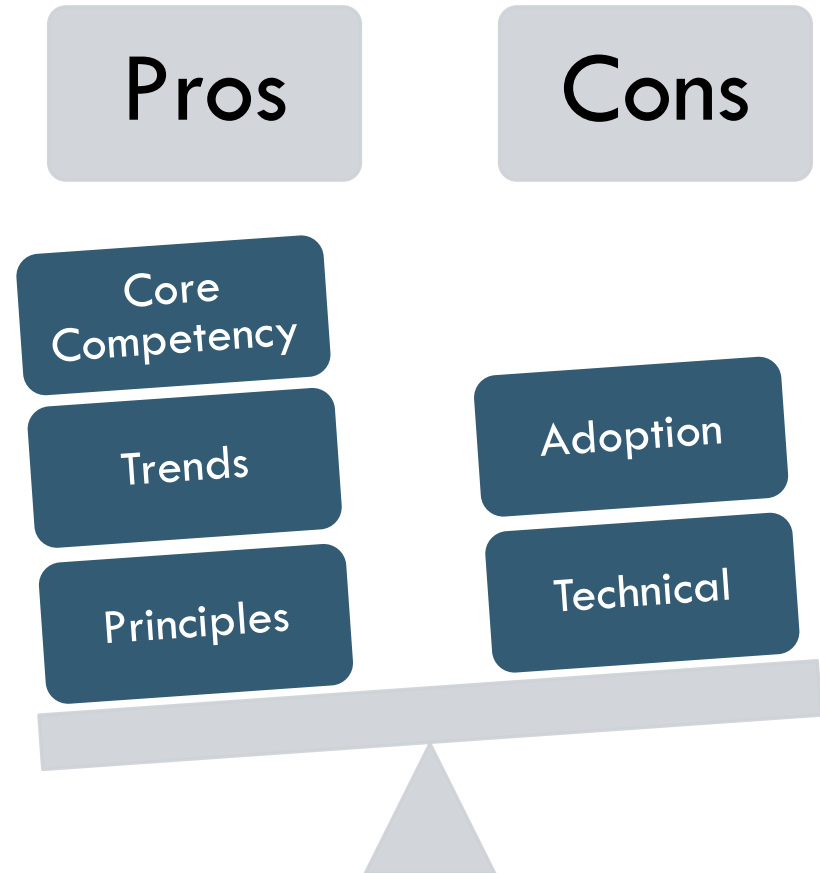 Pros
Cons
Core
Competency
Trends
Principles
Adoption
Technical